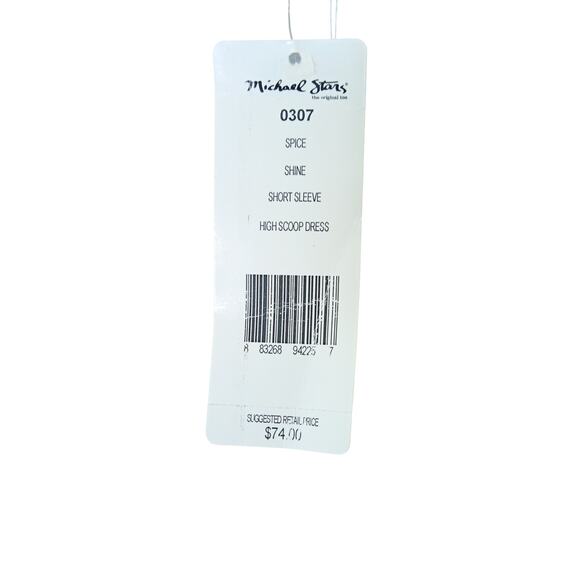 Michael Stars®
the original tee
0307
SPICE
SHINE
SHORT SLEEVE
HIGH SCOOP DRESS
8 83268 94225 7
SUGGESTED RETAIL PRICE
$74.00